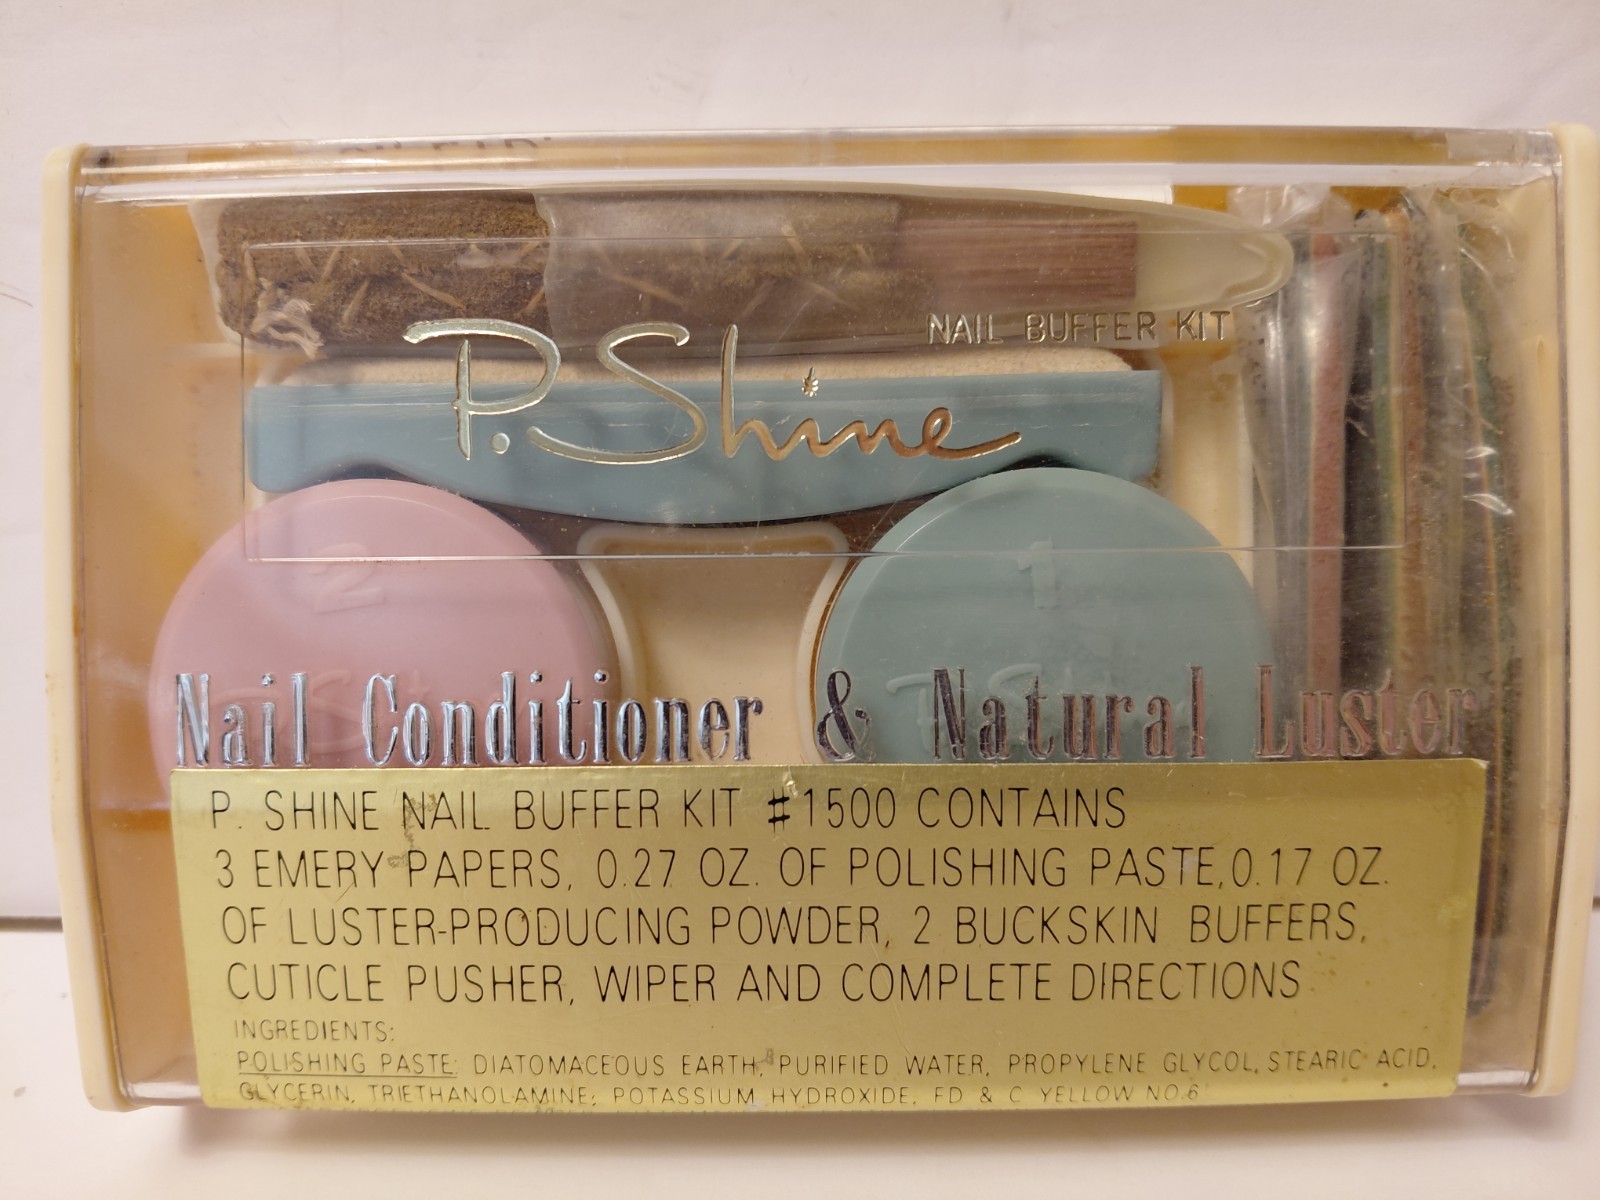 NAIL BUFFER KIT
P. Shine
2
1
Nail Conditioner & Natural Luster
P. SHINE NAIL BUFFER KIT #1500 CONTAINS
3 EMERY PAPERS, 0.27 OZ. OF POLISHING PASTE, 0.17 OZ.
OF LUSTER-PRODUCING POWDER, 2 BUCKSKIN BUFFERS,
CUTICLE PUSHER, WIPER AND COMPLETE DIRECTIONS
INGREDIENTS:
POLISHING PASTE: DIATOMACEOUS EARTH, PURIFIED WATER, PROPYLENE GLYCOL, STEARIC ACID,
GLYCERIN, TRIETHANOLAMINE, POTASSIUM HYDROXIDE, FD & C YELLOW NO.6